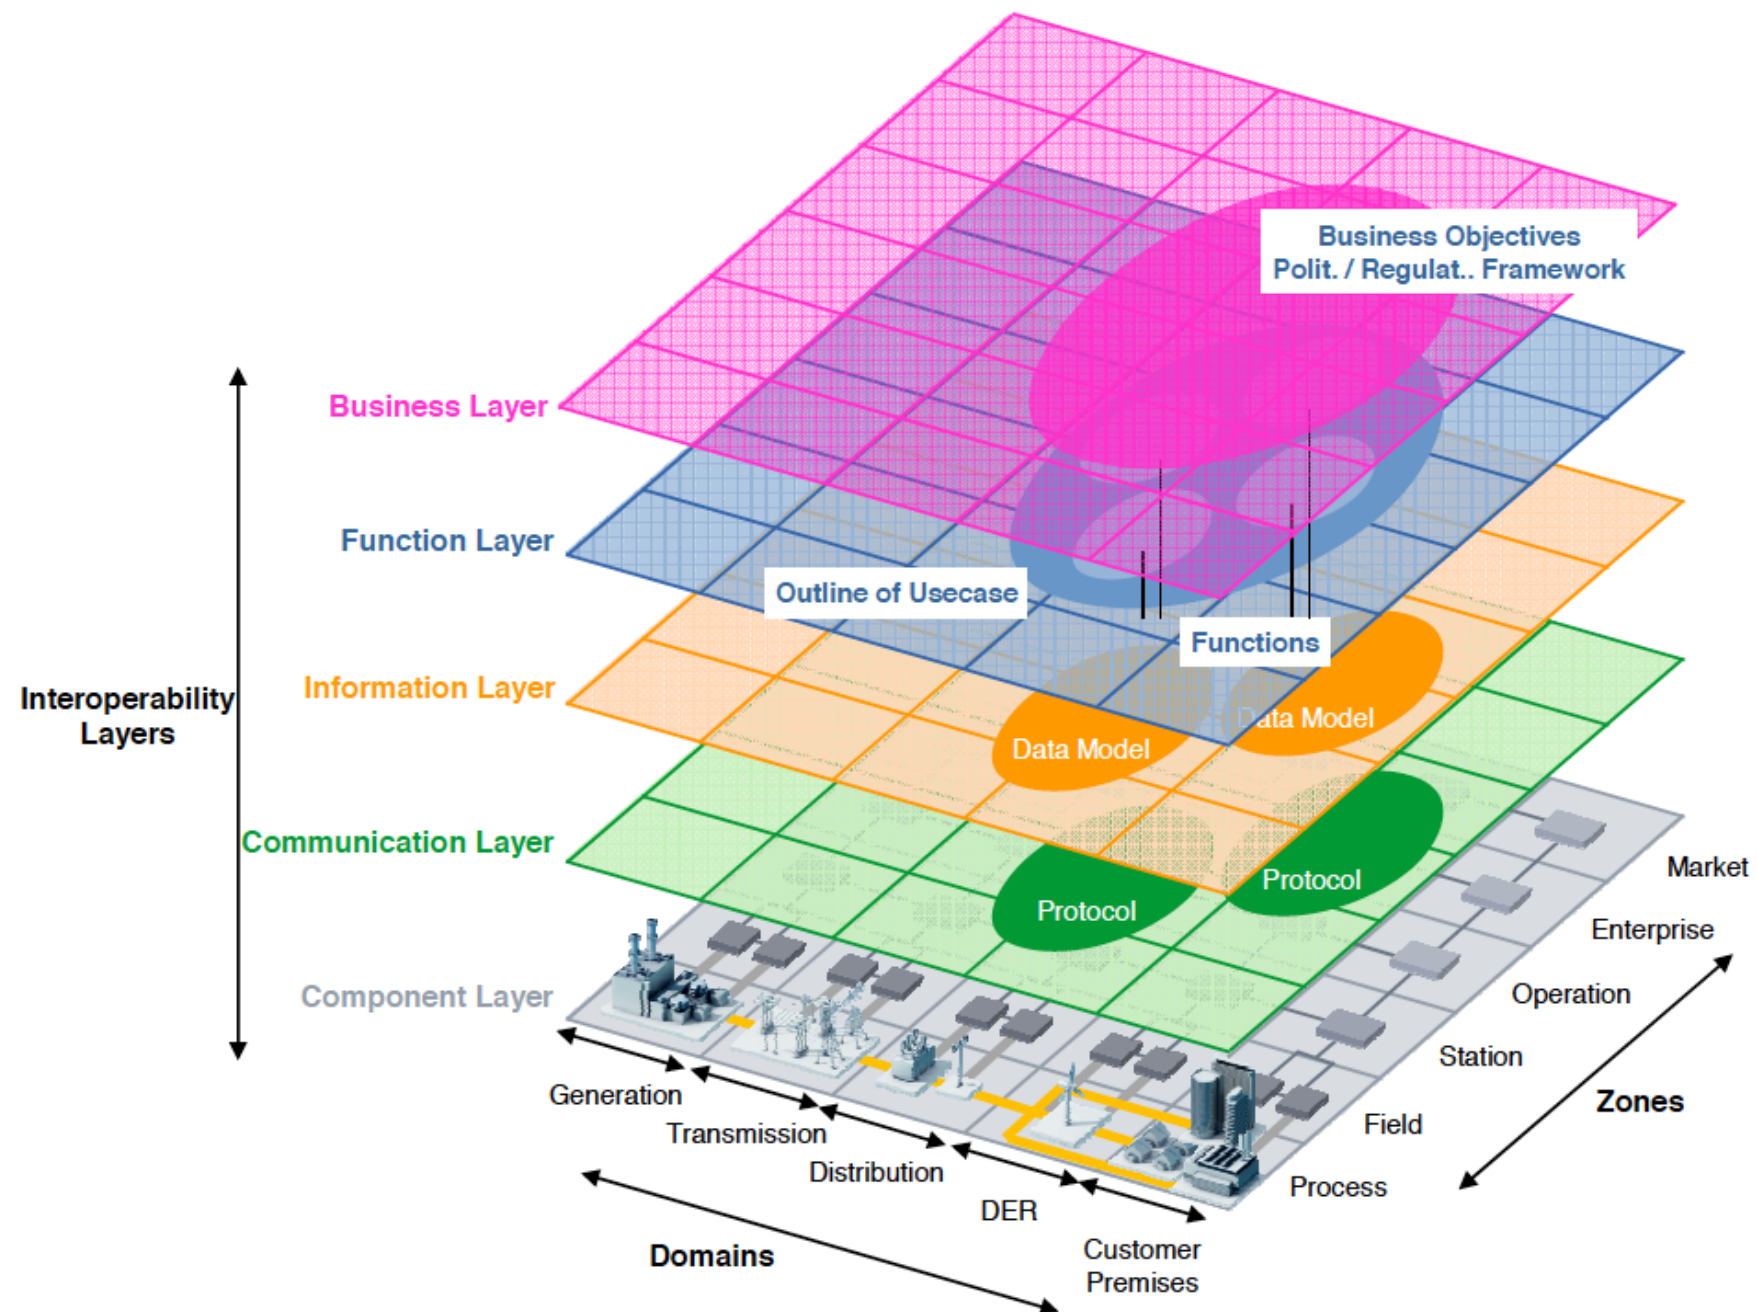 Business Objectives
Polit. / Regulat.. Framework
Business Layer
Function Layer
Outline of Usecase
Functions
Information Layer
Interoperability
Layers
Data Model
Data Model
Communication Layer
Protocol
Protocol
Market
Enterprise
Component Layer
Operation
Station
Generation
Zones
Field
Transmission
Distribution
Process
DER
Domains
Customer
Premises